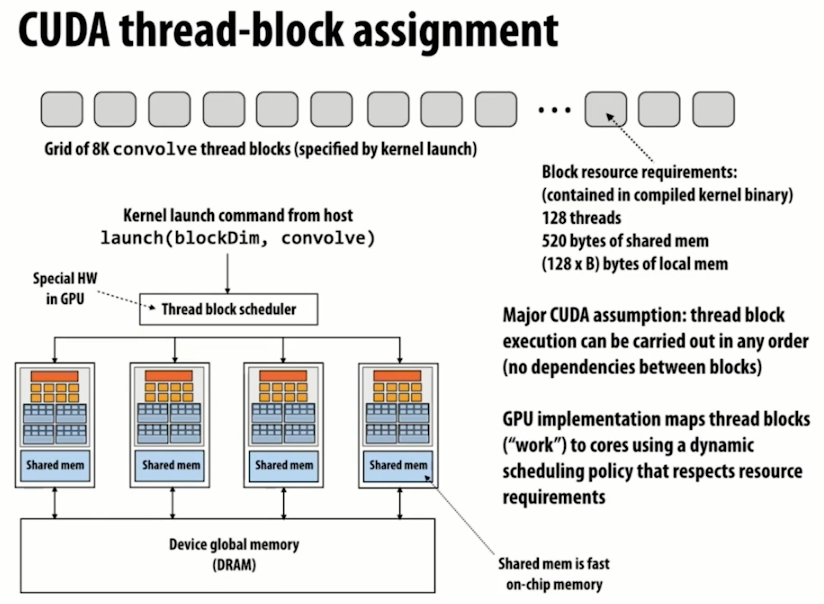 CUDA thread-block assignment
...
Grid of 8K convolve thread blocks (specified by kernel launch)
Block resource requirements:
(contained in compiled kernel binary)
128 threads
520 bytes of shared mem
(128 x B) bytes of local mem
Kernel launch command from host
launch(blockDim, convolve)
Special HW
in GPU
Thread block scheduler
Major CUDA assumption: thread block
execution can be carried out in any order
(no dependencies between blocks)
GPU implementation maps thread blocks
(“work”) to cores using a dynamic
scheduling policy that respects resource
requirements
Shared mem
Shared mem
Shared mem
Shared mem
Device global memory
(DRAM)
Shared mem is fast
on-chip memory